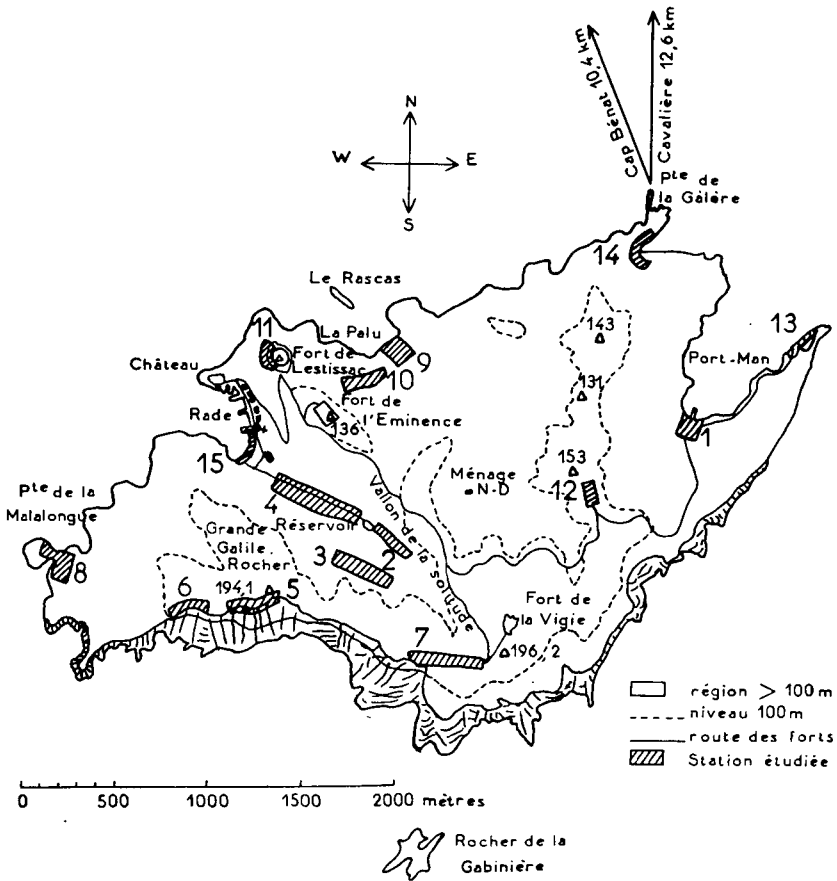 Cap Bénat 10,4 km
Cavalière 12,6 km
N
W E
S
Pte de
la Galère
14
Le Rascas
143
13
11
La Palu
Fort de
Lestissac
9
Port-Man
Château
10
131
Fort de
l'Eminence
136
Rade
1
15
153
Ménage
N-D
12
Pte de la
Malalongue
4
Réservoir
Vallon de la Solitude
Grande
Galile
Rocher
3
2
8
6
194,1
5
Fort de
la Vigie
7
196,2
région > 100 m
niveau 100 m
route des forts
Station étudiée
0 500 1000 1500 2000 mètres
Rocher de la
Gabinière